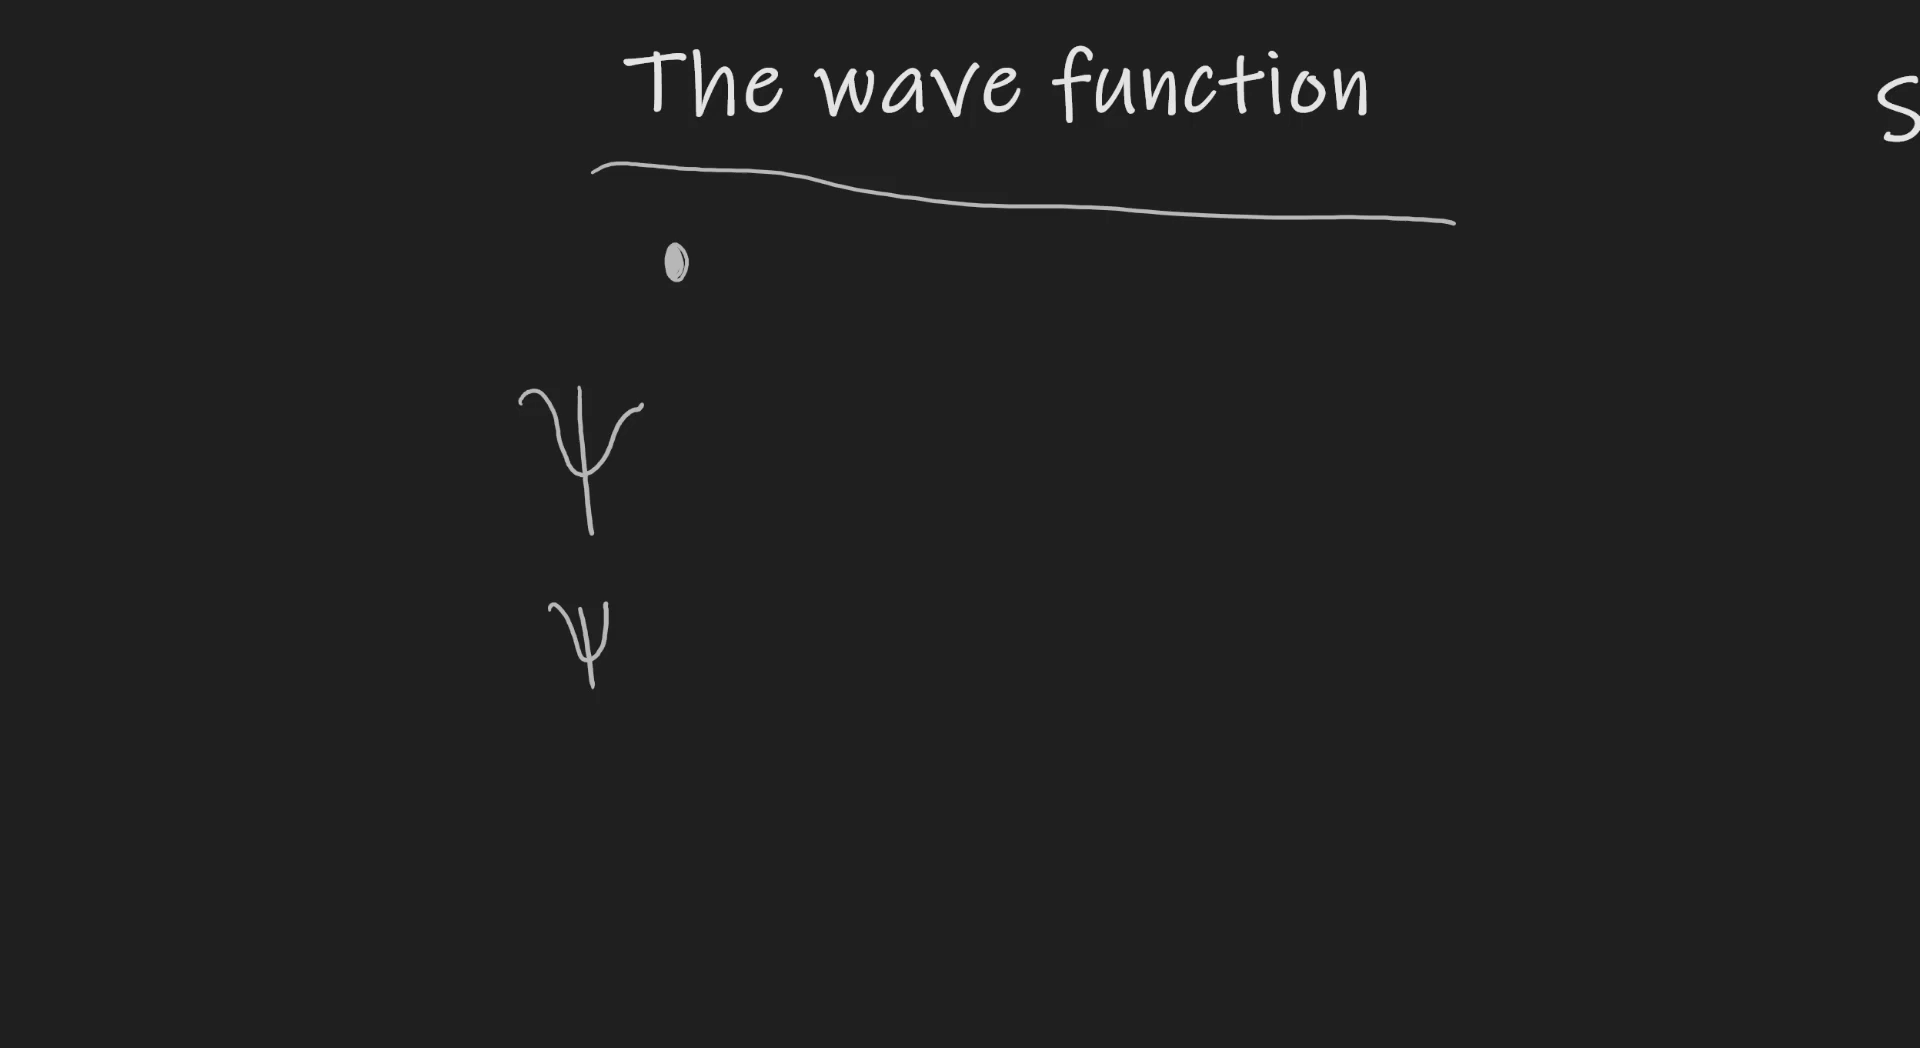 The wave function
Ψ
ψ